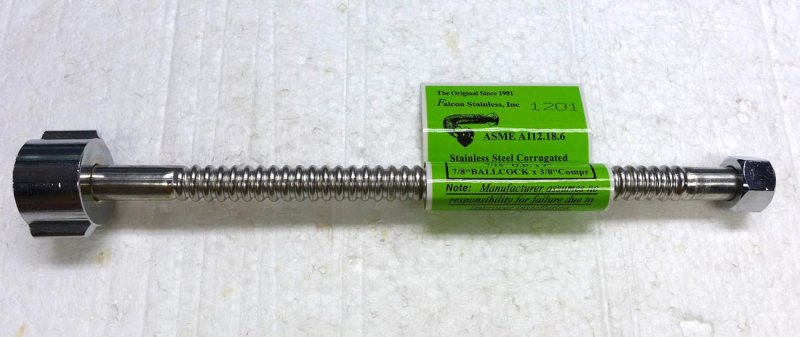 The Original Since 1981
Falcon Stainless, Inc 1201
ASME A112.18.6
Stainless Steel Corrugated
7/8"BALLCOCK x 3/8"Compr
Note: Manufacturer assumes no
responsibility for failure due to